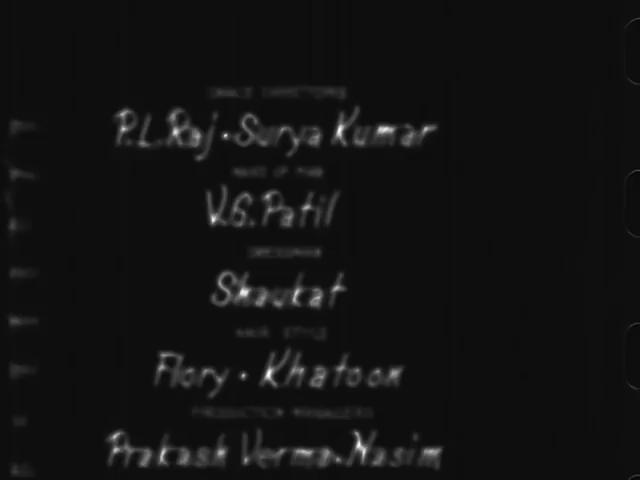 DANCE DIRECTORS
P.L.Raj. Surya Kumar
MAKE UP MAN
V.G.Patil
DRESSMAN
Shaukat
HAIR STYLE
Flory. Khatoon
PRODUCTION MANAGERS
Prakash Verma. Nasim